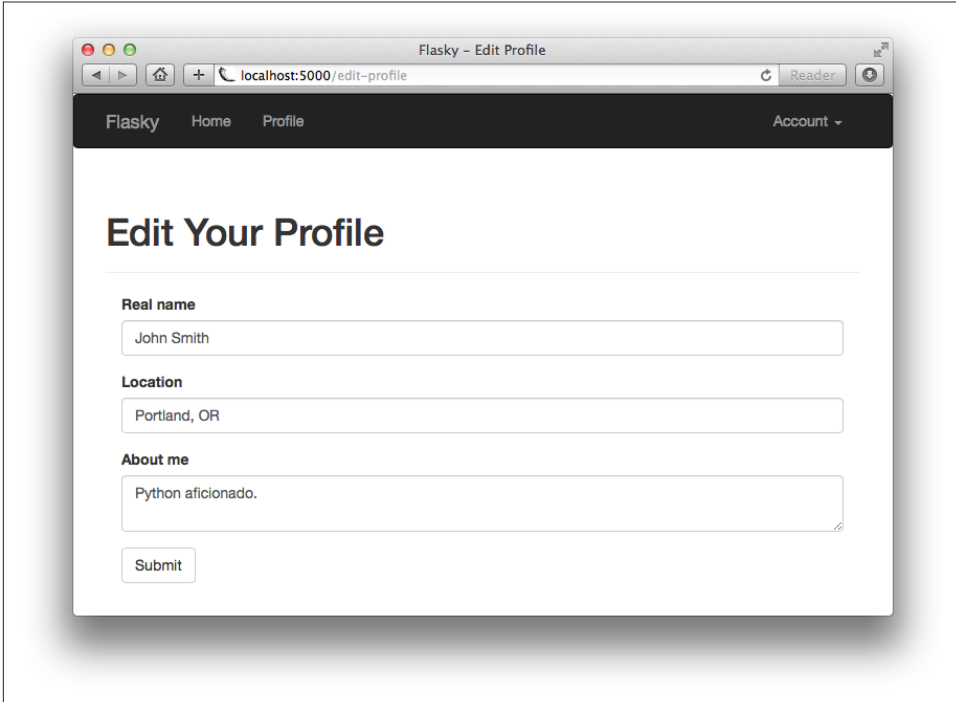 Flasky – Edit Profile
localhost:5000/edit-profile
Reader
Flasky Home Profile Account
Edit Your Profile
Real name
John Smith
Location
Portland, OR
About me
Python aficionado.
Submit